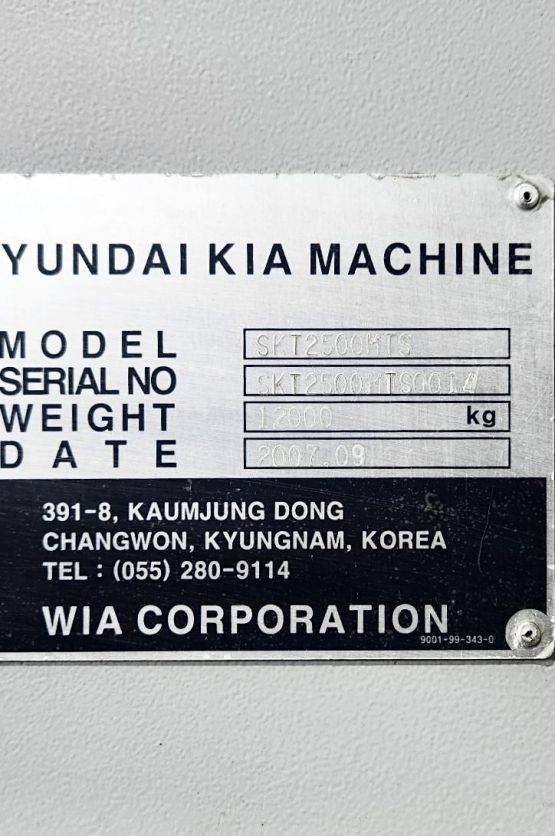 YUNDAI KIA MACHINE
MODEL SKT2500MTS
SERIAL NO
WEIGHT 12000 kg
DATE 2007.09
391-8, KAUMJUNG DONG
CHANGWON, KYUNGNAM, KOREA
TEL : (055) 280-9114
WIA CORPORATION
9001-99-343-0